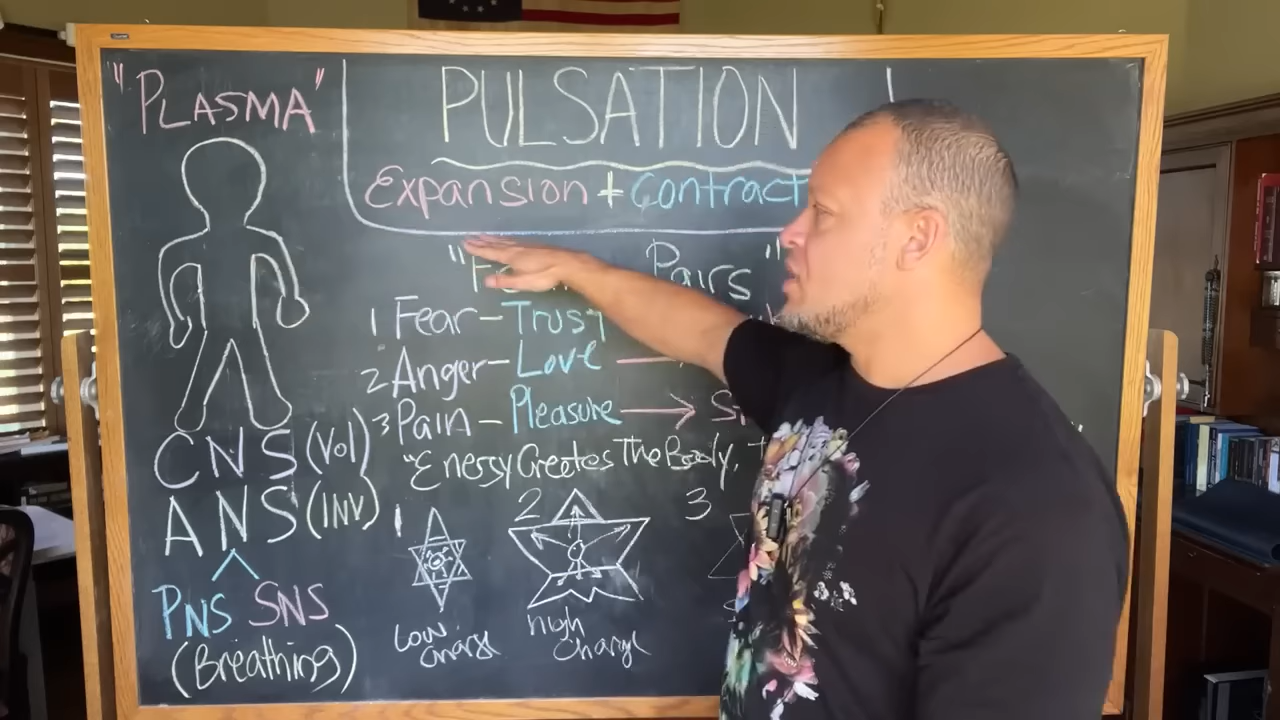 "PLASMA"
PULSATION
Expansion + Contract
Pairs"
1 Fear – Trust
2 Anger – Love
3 Pain – Pleasure
"Energy Creates The Body,
CNS (Vol)
ANS (INV)
PNS SNS
(Breathing)
1 2 3
Low Charge
high Charge